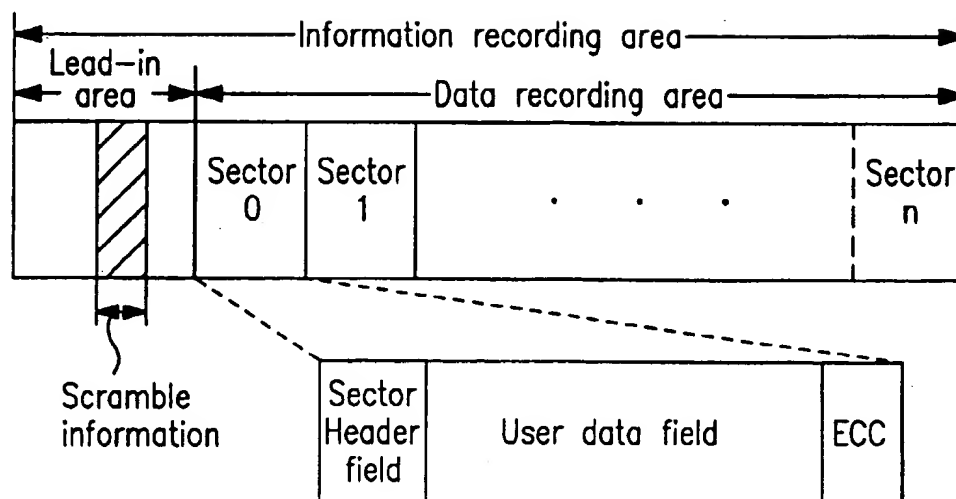 Information recording area
Lead-in
area
Data recording area
Sector
0
Sector
1
. . .
Sector
n
Scramble
information
Sector
Header
field
User data field
ECC